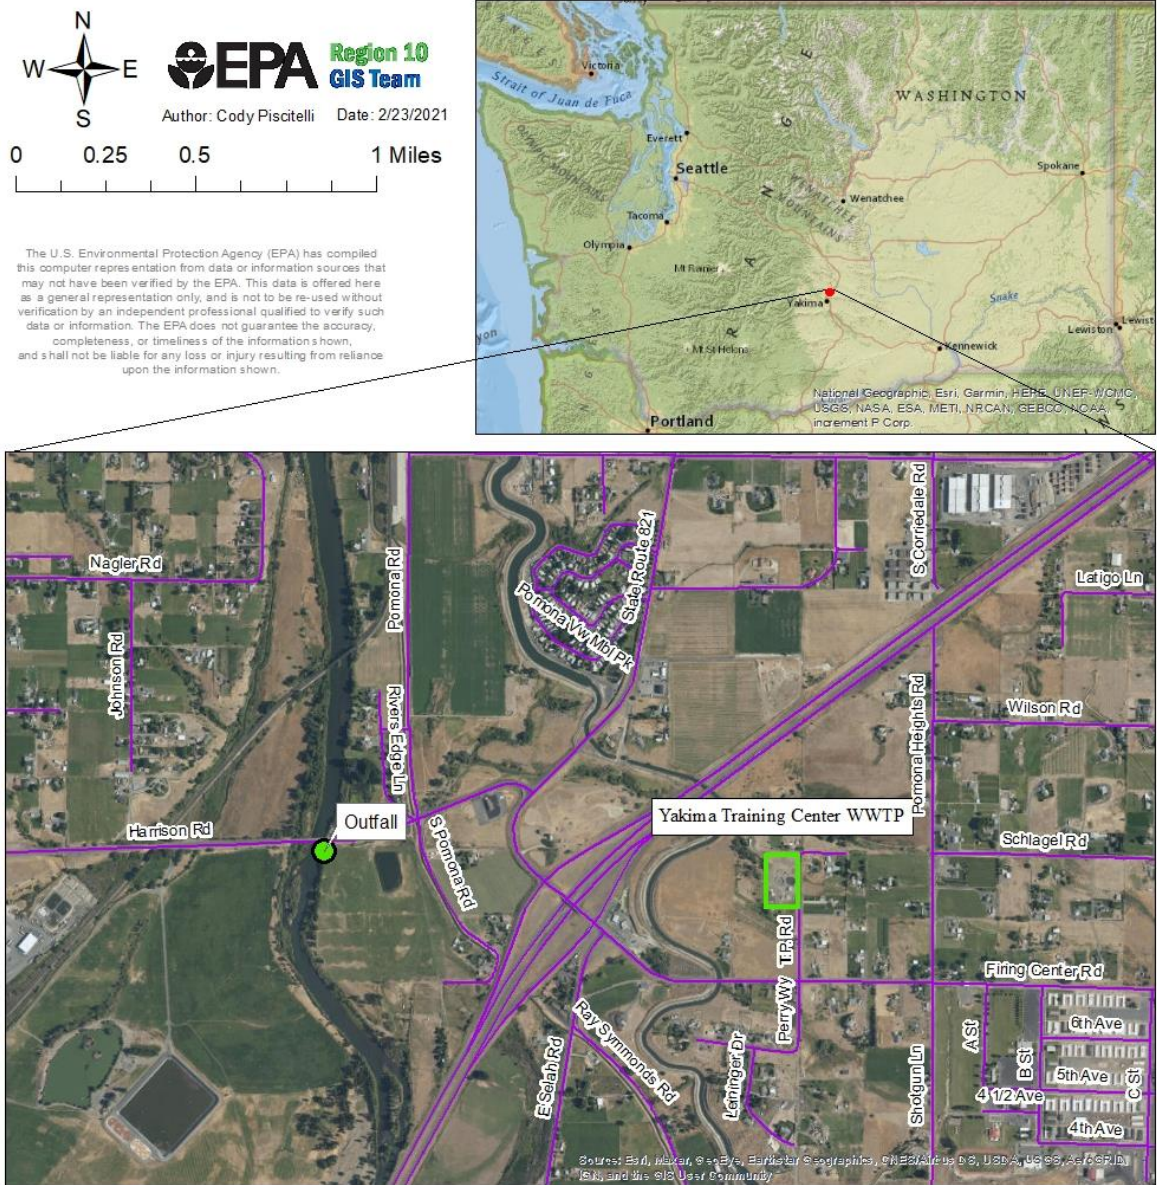 N
W E
S
EPA
Region 10
GIS Team
Author: Cody Piscitelli Date: 2/23/2021
0 0.25 0.5 1 Miles
The U.S. Environmental Protection Agency (EPA) has compiled
this computer representation from data or information sources that
may not have been verified by the EPA. This data is offered here
as a general representation only, and is not to be re-used without
verification by an independent professional qualified to verify such
data or information. The EPA does not guarantee the accuracy,
completeness, or timeliness of the information shown,
and shall not be liable for any loss or injury resulting from reliance
upon the information shown.
Victoria
Strait of Juan de Fuca
WASHINGTON
Everett
Seattle
Spokane
OLYMPIC MOUNTAINS
WENATCHEE
MOUNTAINS
Wenatchee
Tacoma
Olympia
Mt Rainier
Yakima
Snake
Lewiston
Lewist
Mt St Helens
Kennewick
yon
Portland
National Geographic, Esri, Garmin, HERE, UNEP-WCMC,
USGS, NASA, ESA, METI, NRCAN, GEBCO, NOAA,
increment P Corp.
Nagler Rd
Johnson Rd
Pomona Rd
State Route 821
Pomona Vw Mbl Pk
S Corriedale Rd
Latigo Ln
Rivers Edge Ln
Pomona Heights Rd
Wilson Rd
Harrison Rd
Outfall
Yakima Training Center WWTP
S Pomona Rd
Schlagel Rd
T.P. Rd
Perry Wy
Firing Center Rd
Ray Symmonds Rd
E Selah Rd
Leininger Dr
Shotgun Ln
A St
B St
C St
6th Ave
5th Ave
4 1/2 Ave
4th Ave
Source: Esri, Maxar, GeoEye, Earthstar Geographics, CNES/Airbus DS, USDA, USGS, AeroGRID,
IGN, and the GIS User Community